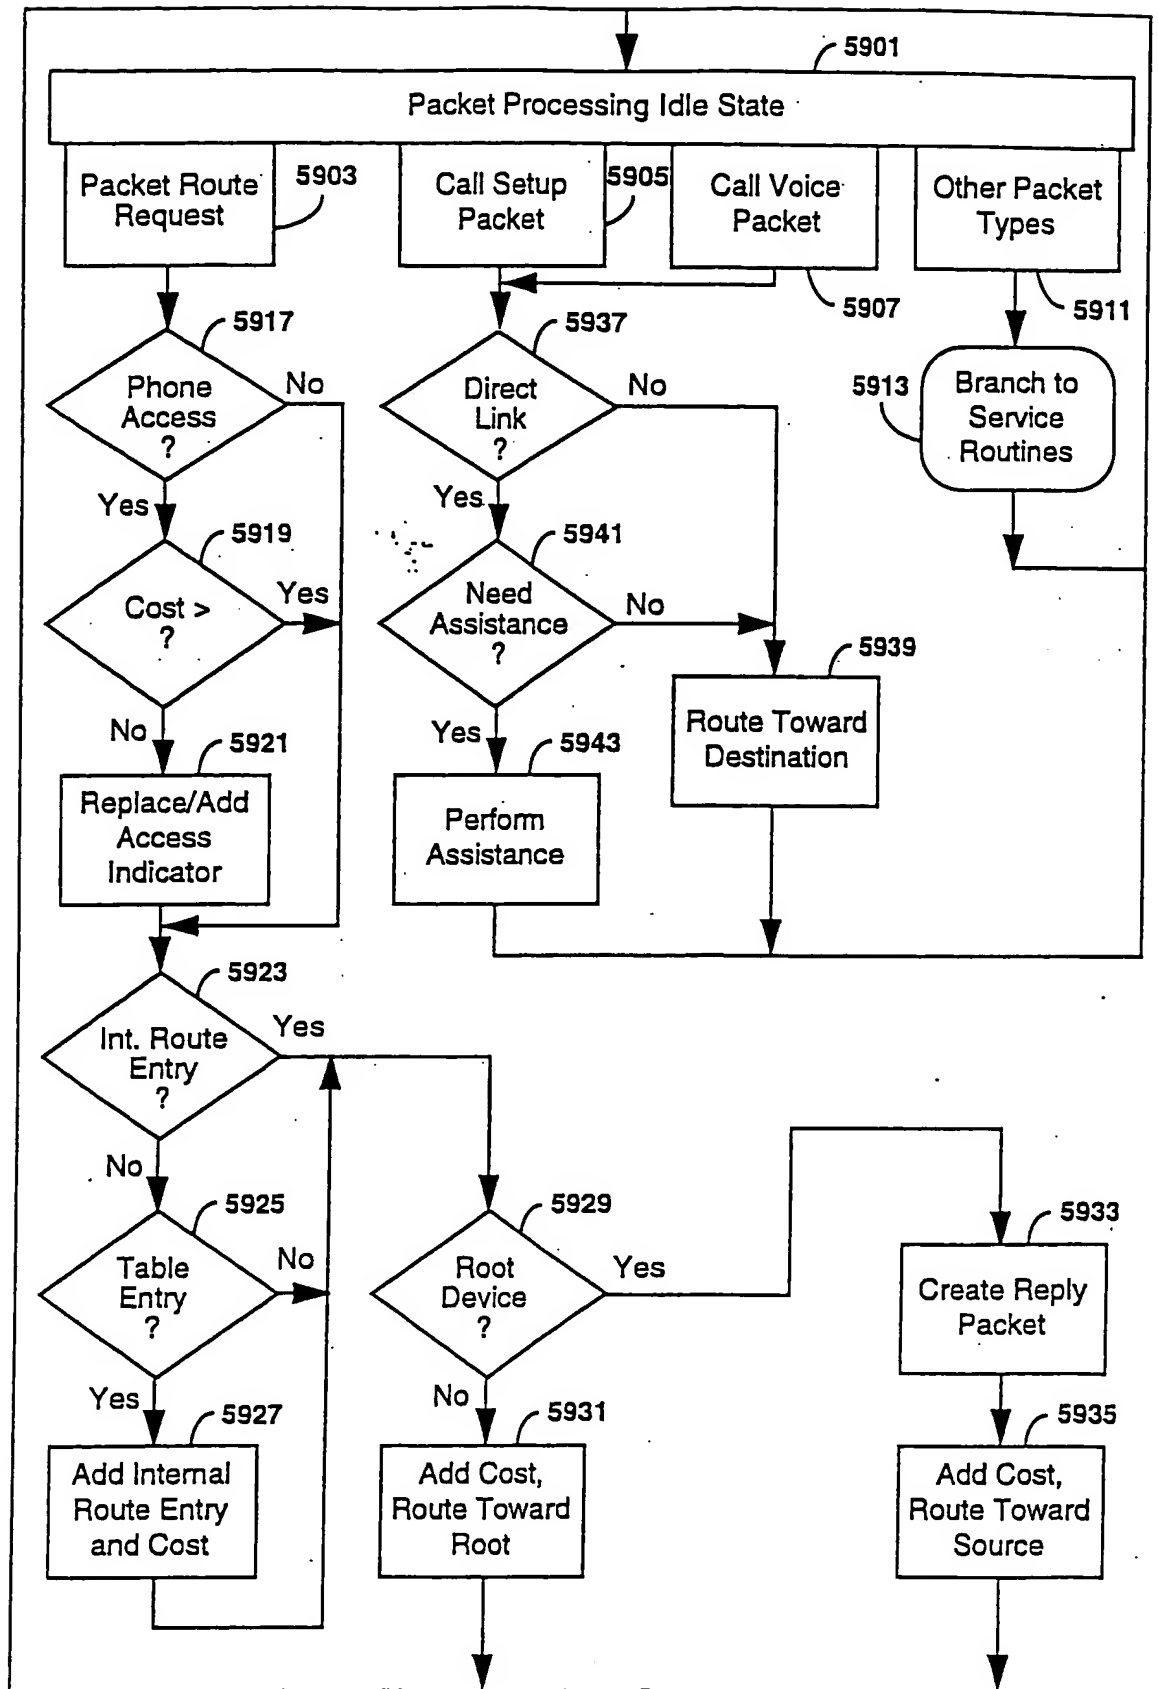 5901
Packet Processing Idle State
Packet Route
Request
5903
Call Setup
Packet
5905
Call Voice
Packet
5907
Other Packet
Types
5911
5917
Phone
Access
?
No
Yes
5937
Direct
Link
?
No
Yes
5913
Branch to
Service
Routines
5919
Cost >
?
Yes
No
5941
Need
Assistance
?
No
Yes
5939
Route Toward
Destination
5921
Replace/Add
Access
Indicator
5943
Perform
Assistance
5923
Int. Route
Entry
?
Yes
No
5925
Table
Entry
?
No
Yes
5929
Root
Device
?
Yes
No
5933
Create Reply
Packet
5927
Add Internal
Route Entry
and Cost
5931
Add Cost,
Route Toward
Root
5935
Add Cost,
Route Toward
Source